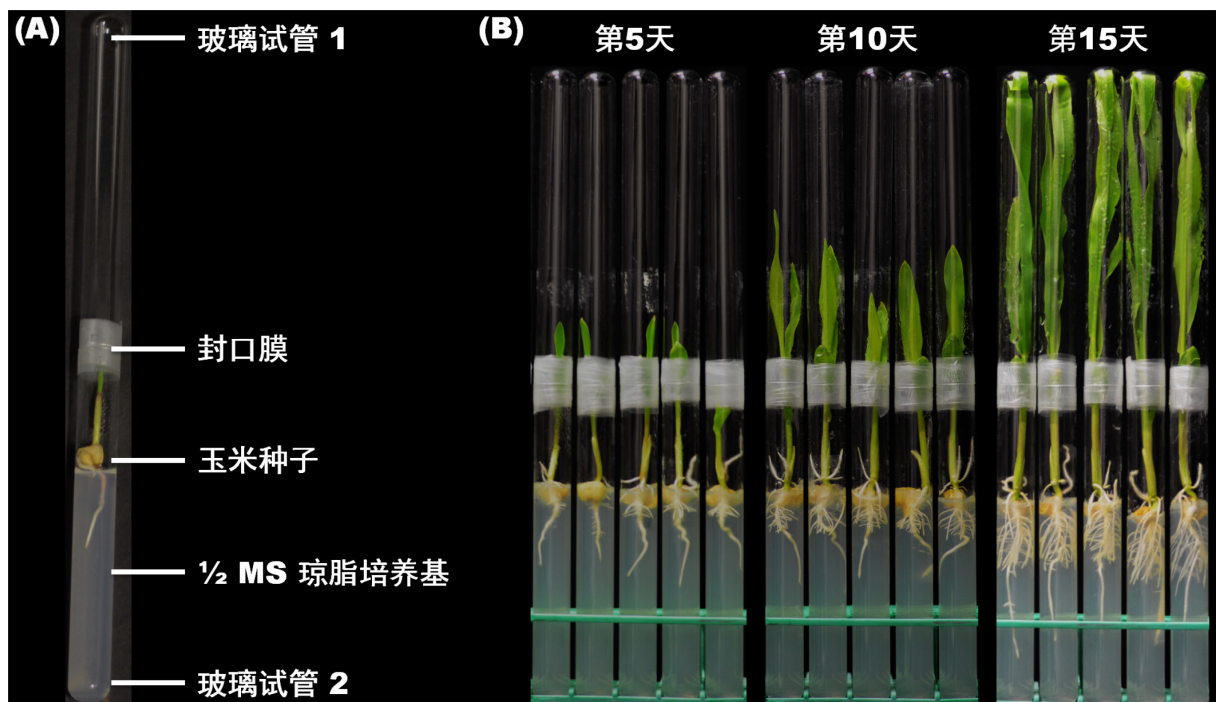 (A)
玻璃试管 1
封口膜
玉米种子
½ MS 琼脂培养基
玻璃试管 2
(B)
第5天
第10天
第15天